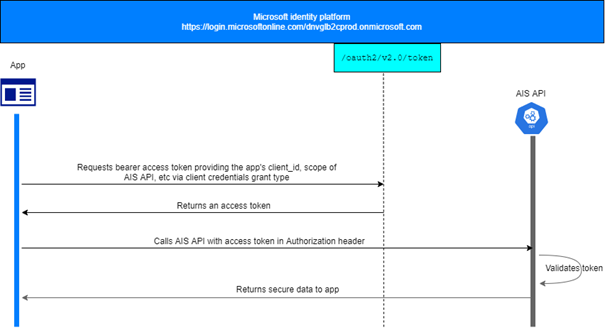 Microsoft identity platform
https://login.microsoftonline.com/dnvglb2cprod.onmicrosoft.com
/oauth2/v2.0/token
App
AIS API
Requests bearer access token providing the app's client_id, scope of
AIS API, etc via client credentials grant type
Returns an access token
Calls AIS API with access token in Authorization header
Validates token
Returns secure data to app